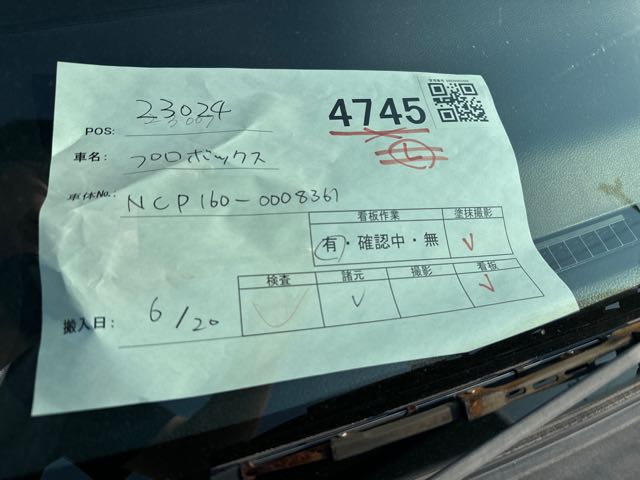 4745
POS: 23024
23007
L
車名: プロボックス
車体No.: NCP160-0008367
看板作業 塗抹撮影
有・確認中・無 ✓
検査 諸元 撮影 看板
搬入日: 6/20 ✓ ✓ ✓